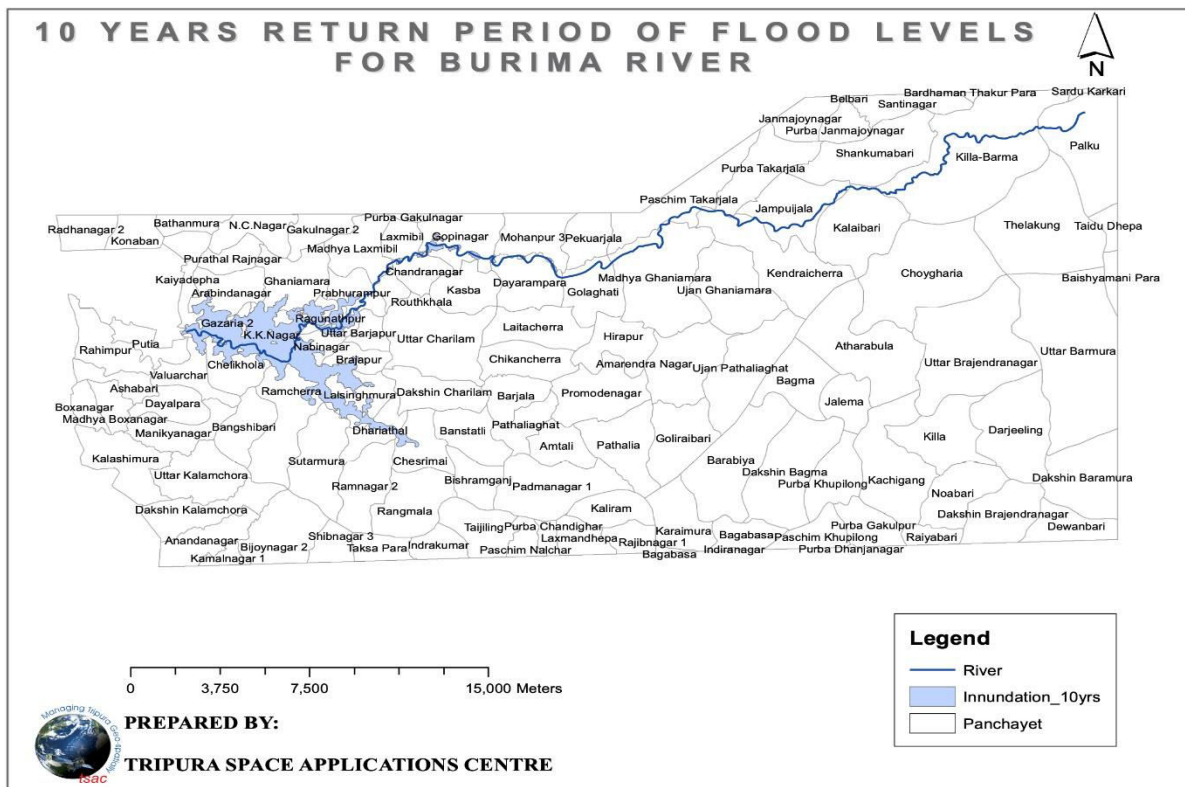 10 YEARS RETURN PERIOD OF FLOOD LEVELS
FOR BURIMA RIVER
N
Sardu Karkari
Bardhaman Thakur Para
Belbari
Santinagar
Janmajoynagar
Purba Janmajoynagar
Palku
Shankumabari
Killa-Barma
Purba Takarjala
Paschim Takarjala
Jampuijala
Purba Gakulnagar
Bathanmura
N.C.Nagar
Gakulnagar 2
Radhanagar 2
Konaban
Laxmibil
Gopinagar
Mohanpur 3
Pekuarjala
Kalaibari
Thelakung
Taidu Dhepa
Madhya Laxmibil
Purathal Rajnagar
Kaiyadepha
Ghaniamara
Chandranagar
Kendraicherra
Choygharia
Baishyamani Para
Arabindanagar
Prabhurampur
Kasba
Dayarampara
Madhya Ghaniamara
Golaghati
Ujan Ghaniamara
Routhkhala
Gazaria 2
Ragunathpur
K.K.Nagar
Uttar Barjapur
Uttar Charilam
Laitacherra
Hirapur
Rahimpur
Putia
Nabinagar
Atharabula
Uttar Barmura
Chelikhola
Brajapur
Chikancherra
Amarendra Nagar
Ujan Pathaliaghat
Uttar Brajendranagar
Valuarchar
Bagma
Ashabari
Ramcherra
Laisinghmura
Dakshin Charilam
Barjala
Promodenagar
Boxanagar
Dayalpara
Jalema
Madhya Boxanagar
Manikyanagar
Bangshibari
Dhariathal
Banstatli
Pathaliaghat
Goliraibari
Killa
Darjeeling
Amtali
Pathalia
Kalashimura
Sutarmura
Chesrimai
Barabiya
Uttar Kalamchora
Ramnagar 2
Bishramganj
Padmanagar 1
Dakshin Bagma
Purba Khupilong
Kachigang
Dakshin Baramura
Noabari
Dakshin Kalamchora
Rangmala
Kaliram
Dakshin Brajendranagar
Anandanagar
Shibnagar 3
Taijiling
Purba Chandighar
Karaimura
Purba Gakulpur
Dewanbari
Bijoynagar 2
Taksa Para
Indrakumar
Laxmandhepa
Rajibnagar 1
Bagabasa
Paschim Khupilong
Raiyabari
Kamalnagar 1
Paschim Nalchar
Bagabasa
Indiranagar
Purba Dhanjanagar
Legend
River
Innundation_10yrs
Panchayet
0 3,750 7,500 15,000 Meters
Managing Tripura Geo-spatially
tsac
PREPARED BY:
TRIPURA SPACE APPLICATIONS CENTRE